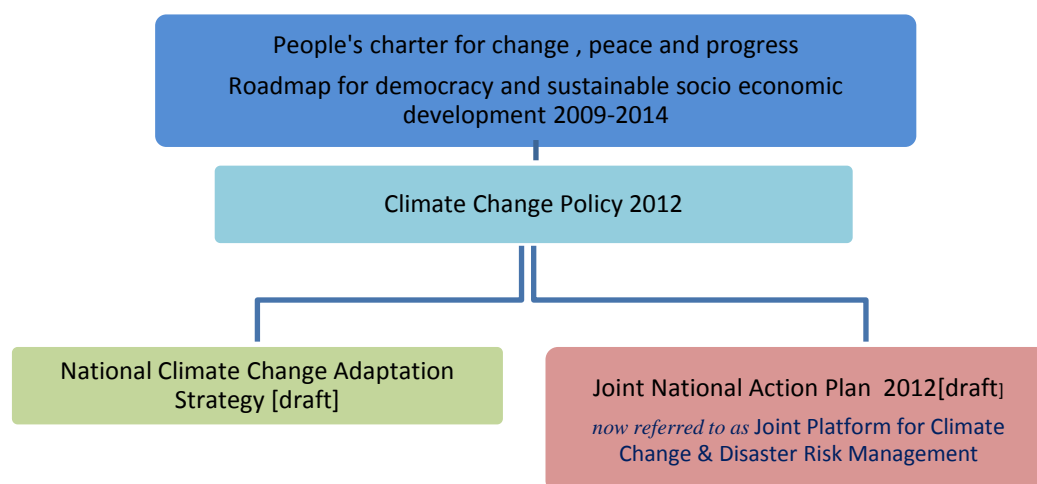 People's charter for change , peace and progress
Roadmap for democracy and sustainable socio economic
development 2009-2014
Climate Change Policy 2012
National Climate Change Adaptation
Strategy [draft]
Joint National Action Plan 2012[draft]
now referred to as Joint Platform for Climate
Change & Disaster Risk Management